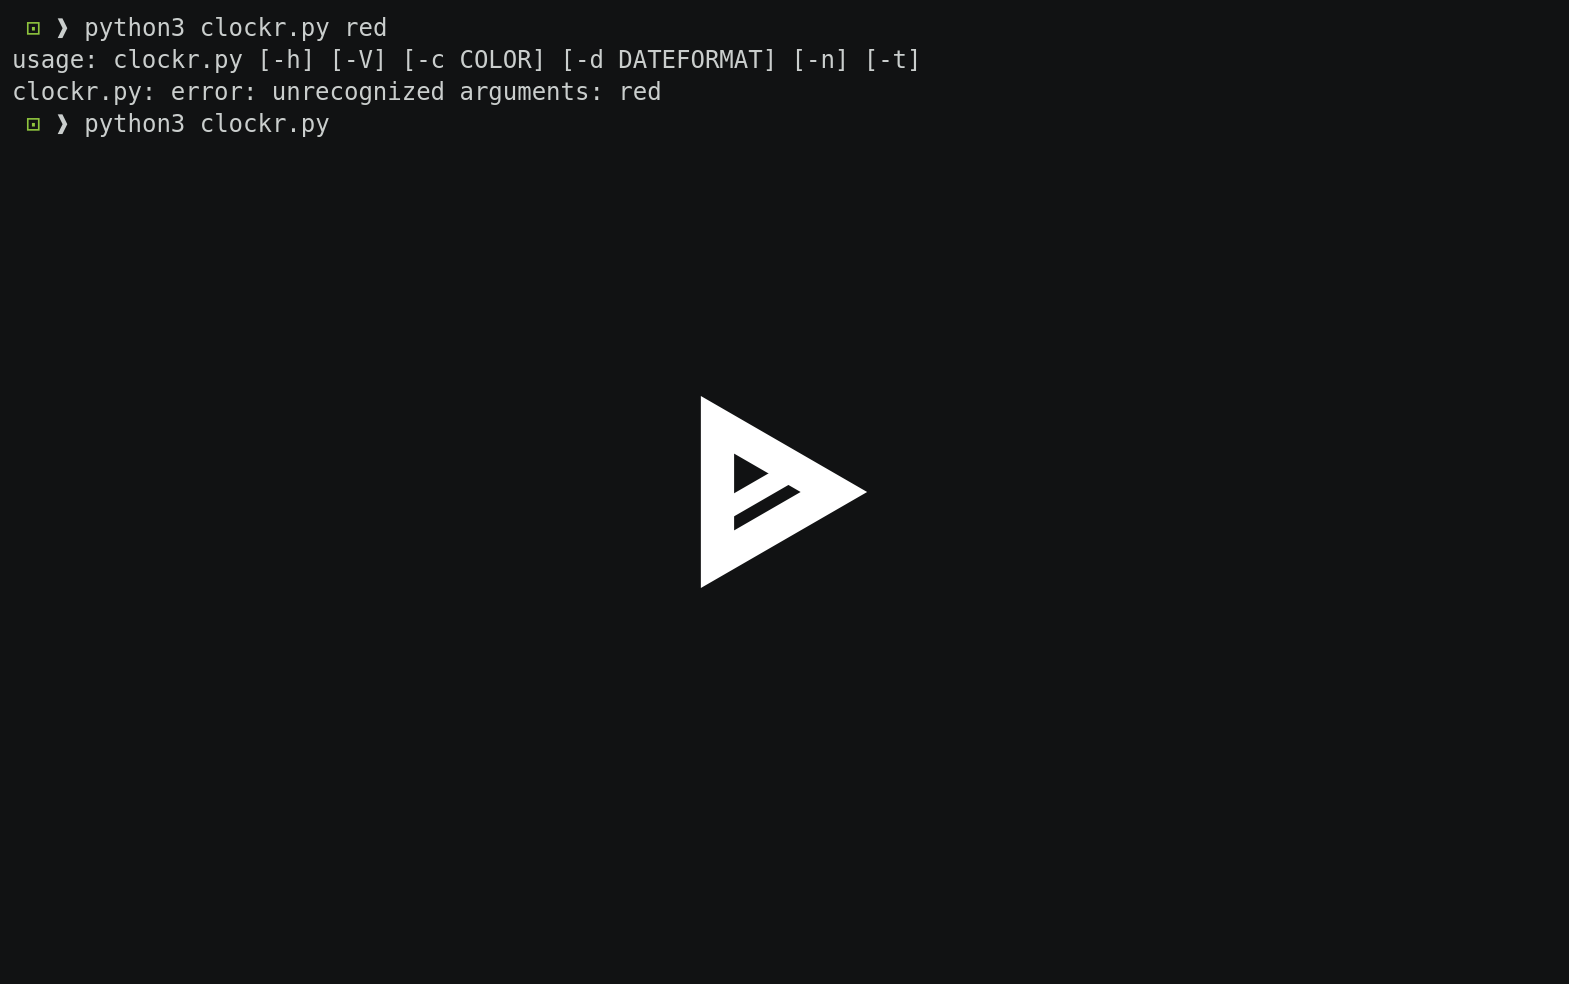 ⊡ ❱ python3 clockr.py red
usage: clockr.py [-h] [-V] [-c COLOR] [-d DATEFORMAT] [-n] [-t]
clockr.py: error: unrecognized arguments: red
⊡ ❱ python3 clockr.py